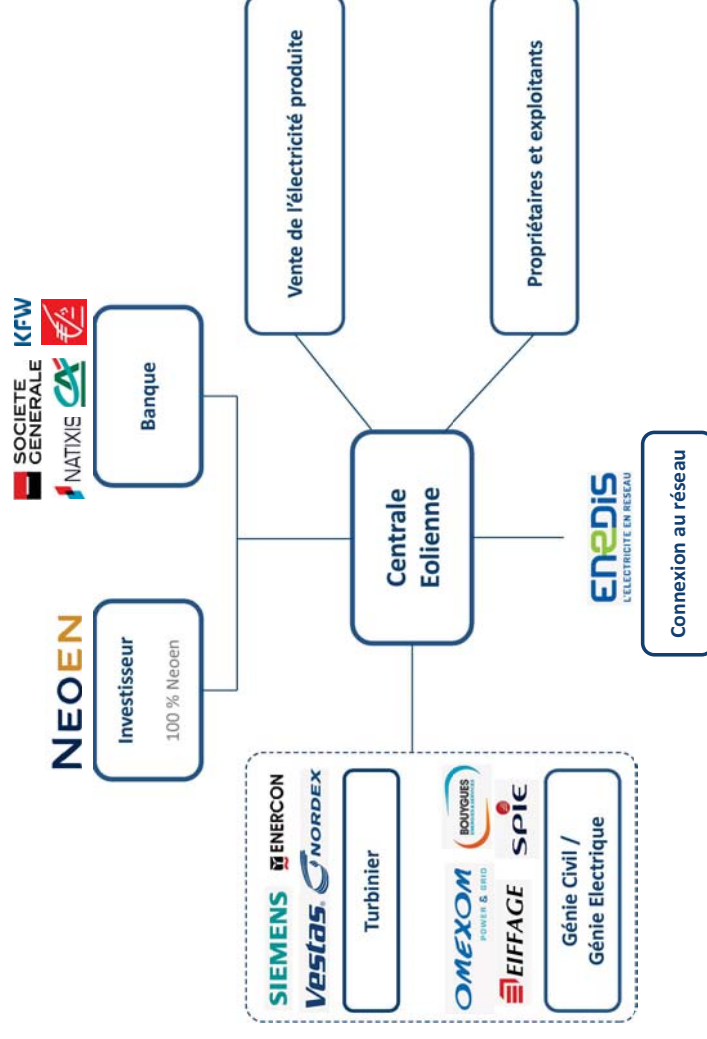 NEOEN
Investisseur
100 % Neoen
SOCIETE
GENERALE
KFW
NATIXIS
CA
Banque
SIEMENS
ENERCON
Vestas
NORDEX
Turbinier
OMEXOM
POWER & GRID
BOUYGUES
EIFFAGE
SPIE
Génie Civil /
Génie Electrique
Centrale
Eolienne
Vente de l'électricité produite
Propriétaires et exploitants
ENEDIS
L'ELECTRICITE EN RESEAU
Connexion au réseau